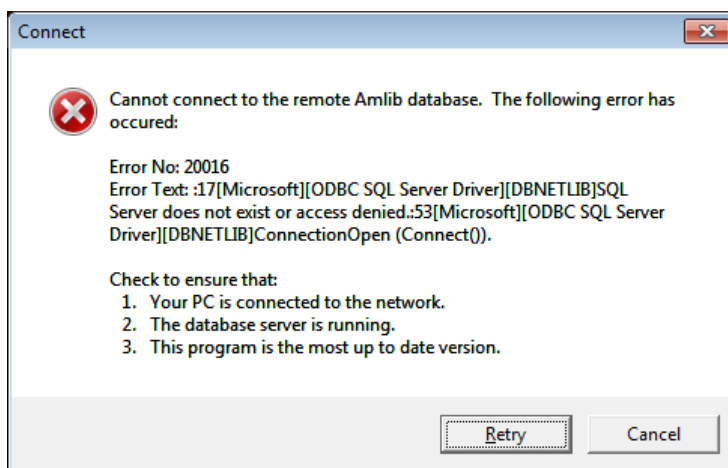 Connect
Cannot connect to the remote Amlib database.  The following error has
occured:
Error No: 20016
Error Text: :17[Microsoft][ODBC SQL Server Driver][DBNETLIB]SQL
Server does not exist or access denied.:53[Microsoft][ODBC SQL Server
Driver][DBNETLIB]ConnectionOpen (Connect()).
Check to ensure that:
1. Your PC is connected to the network.
2. The database server is running.
3. This program is the most up to date version.
Retry
Cancel